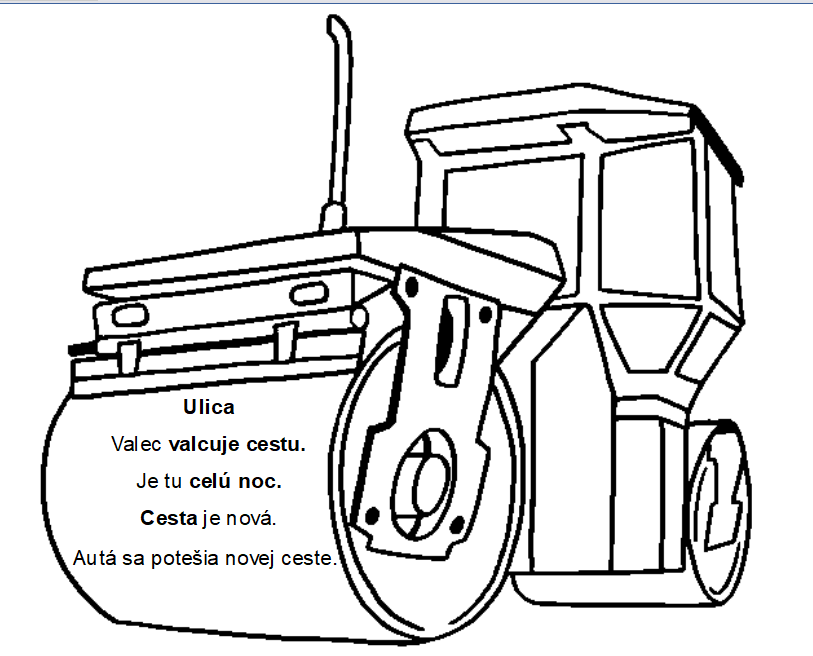 Ulica
Valec valcuje cestu.
Je tu celú noc.
Cesta je nová.
Autá sa potešia novej ceste.